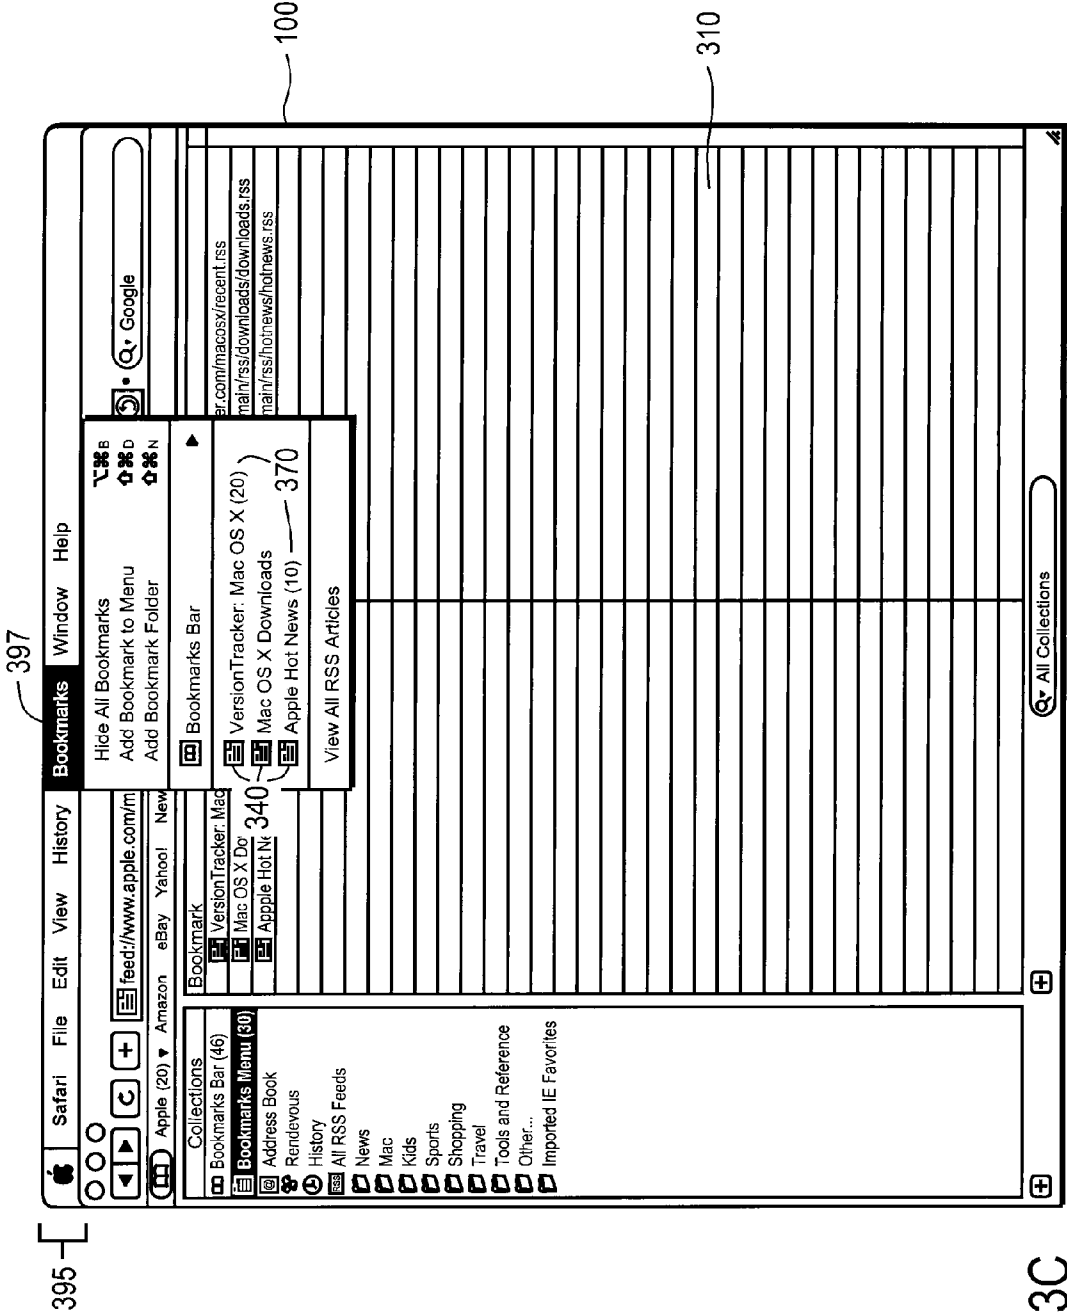 395
397
100
310
Safari File Edit View History Bookmarks Window Help
feed://www.apple.com/m
Google
Apple (20) Amazon eBay Yahoo! New
Hide All Bookmarks ⌥⌘B
Add Bookmark to Menu ⇧⌘D
Add Bookmark Folder ⇧⌘N
Bookmarks Bar
VersionTracker: Mac OS X (20)
Mac OS X Downloads
Apple Hot News (10)
View All RSS Articles
340
370
Collections
Bookmarks Bar (46)
Bookmarks Menu (30)
Address Book
Rendevous
History
RSS All RSS Feeds
News
Mac
Kids
Sports
Shopping
Travel
Tools and Reference
Other...
Imported IE Favorites
Bookmark
VersionTracker: Mac
Mac OS X Do
Appple Hot Ne
er.com/macosx/recent.rss
main/rss/downloads/downloads.rss
main/rss/hotnews/hotnews.rss
All Collections
3C